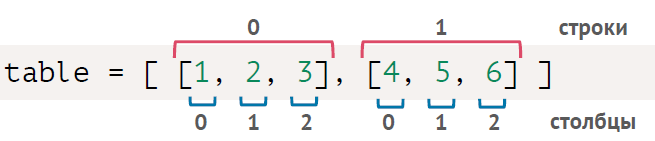 0 1 строки
table = [ [1, 2, 3], [4, 5, 6] ]
0 1 2 0 1 2 столбцы